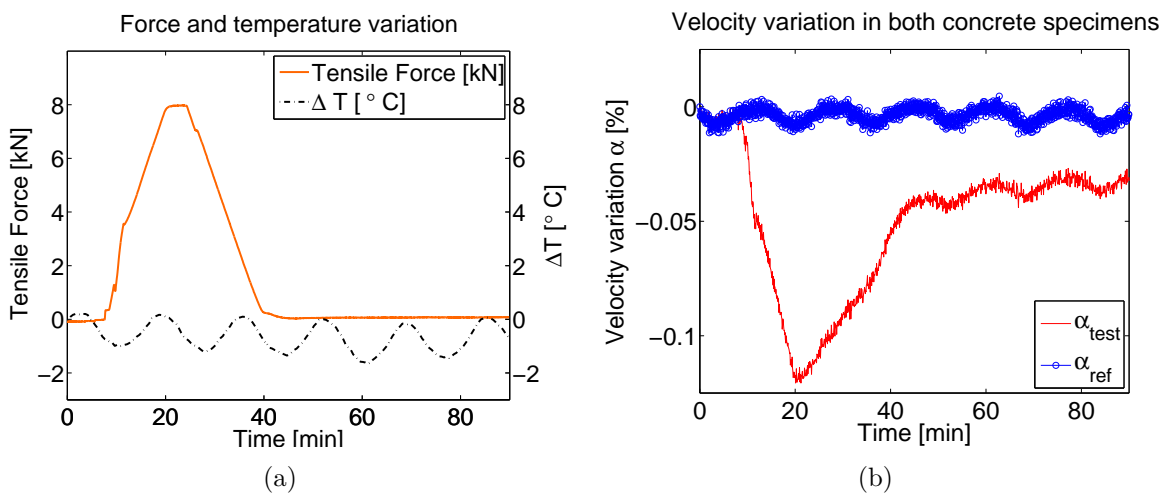 Force and temperature variation
Tensile Force [kN]
Δ T [ ° C]
8
6
4
2
0
−2
8
4
2
0
−2
0
20
40
60
80
Tensile Force [kN]
ΔT [ ° C]
Time [min]
(a)
Velocity variation in both concrete specimens
0
−0.05
−0.1
0
20
40
60
80
Velocity variation α [%]
Time [min]
α_test
α_ref
(b)